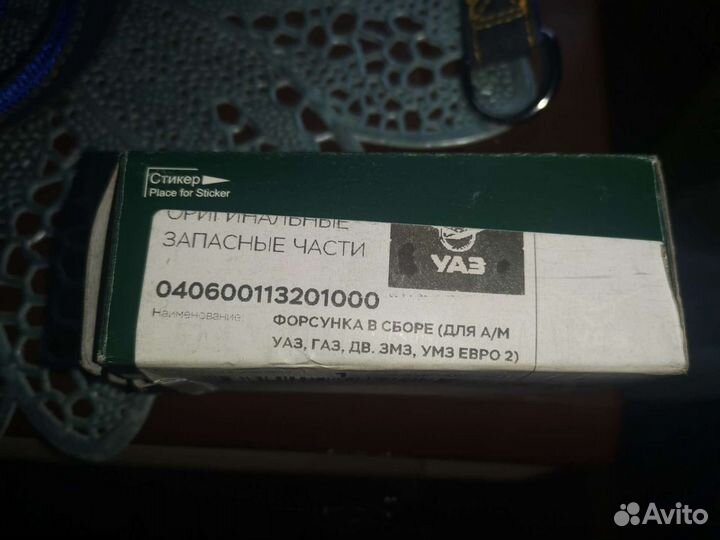 Стикер
Place for Sticker
ОРИГИНАЛЬНЫЕ
ЗАПАСНЫЕ ЧАСТИ
УАЗ
040600113201000
Наименование:
ФОРСУНКА В СБОРЕ (ДЛЯ А/М
УАЗ, ГАЗ, ДВ. ЗМЗ, УМЗ ЕВРО 2)
Avito